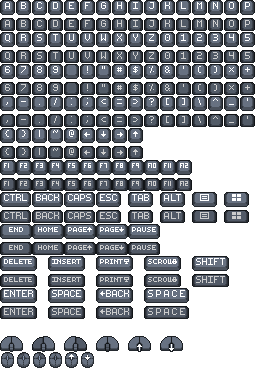 A B C D E F G H I J K L M N O P
A B C D E F G H I J K L M N O P
Q R S T U V W X Y Z 0 1 2 3 4 5
Q R S T U V W X Y Z 0 1 2 3 4 5
6 7 8 9 ! " # $ % & ' ( ) × +
6 7 8 9 ! " # $ % & ' ( ) × +
, - . / : ; < = > ? [ ] \ ^ _ `
, - . / : ; < = > ? [ ] \ ^ _ `
{ } | ~ @ ← ↓ → ↑
{ } | ~ @ ← ↓ → ↑
F1 F2 F3 F4 F5 F6 F7 F8 F9 F10 F11 F12
F1 F2 F3 F4 F5 F6 F7 F8 F9 F10 F11 F12
CTRL BACK CAPS ESC TAB ALT
CTRL BACK CAPS ESC TAB ALT
END HOME PAGE↑ PAGE↓ PAUSE
END HOME PAGE↑ PAGE↓ PAUSE
DELETE INSERT PRINT SCROLL SHIFT
DELETE INSERT PRINT SCROLL SHIFT
ENTER SPACE ←BACK SPACE
ENTER SPACE ←BACK SPACE